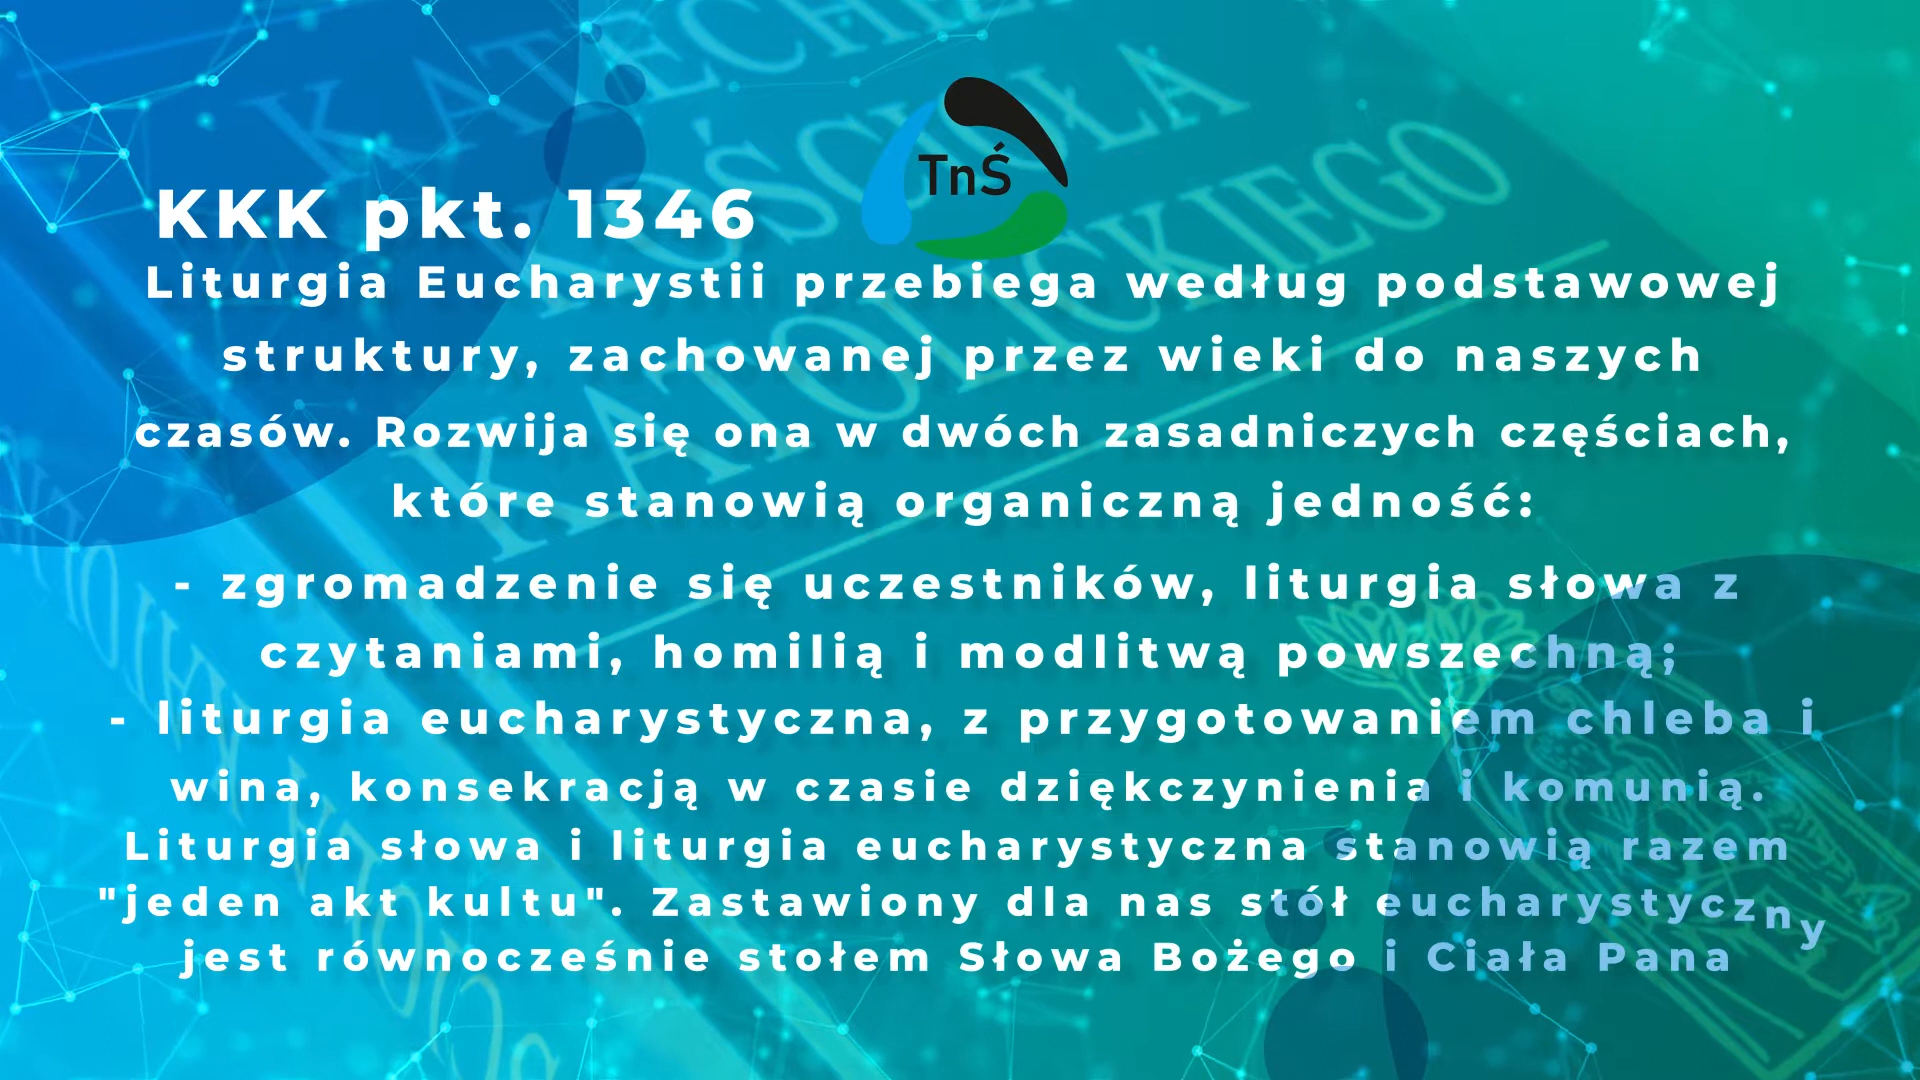 KATECHIZM
KOŚCIOŁA
KATOLICKIEGO
TnŚ
KKK pkt. 1346
Liturgia Eucharystii przebiega według podstawowej
struktury, zachowanej przez wieki do naszych
czasów. Rozwija się ona w dwóch zasadniczych częściach,
które stanowią organiczną jedność:
- zgromadzenie się uczestników, liturgia słowa z
czytaniami, homilią i modlitwą powszechną;
- liturgia eucharystyczna, z przygotowaniem chleba i
wina, konsekracją w czasie dziękczynienia i komunią.
Liturgia słowa i liturgia eucharystyczna stanowią razem
"jeden akt kultu". Zastawiony dla nas stół eucharystyczny
jest równocześnie stołem Słowa Bożego i Ciała Pana